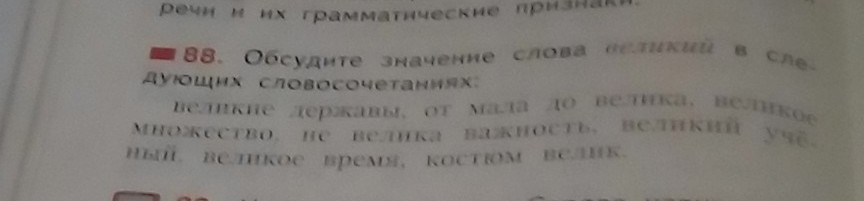 речи и их грамматические признаки.
88. Обсудите значение слова великий в сле-
дующих словосочетаниях:
великие державы, от мала до велика, великое
множество, не велика важность, великий учё-
ный, великое время, костюм велик.